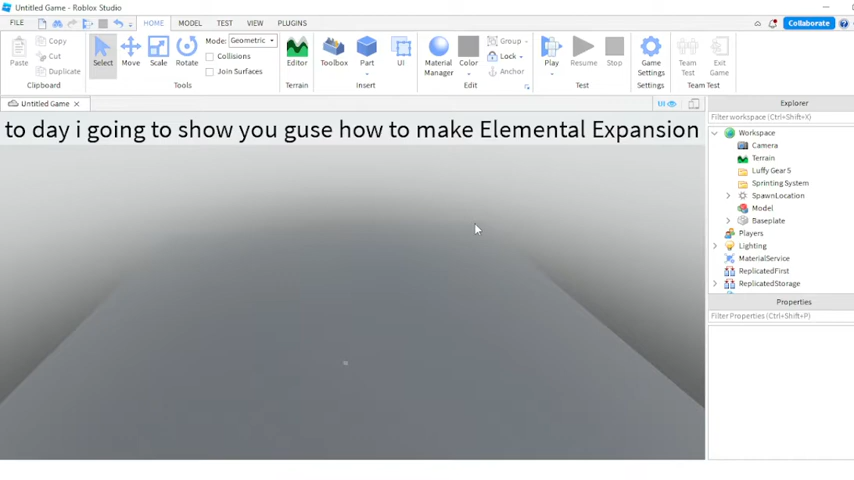 Untitled Game - Roblox Studio
FILE
HOME
MODEL
TEST
VIEW
PLUGINS
Collaborate
Paste
Copy
Cut
Duplicate
Clipboard
Select
Move
Scale
Rotate
Mode: Geometric
Collisions
Join Surfaces
Tools
Editor
Terrain
Toolbox
Part
UI
Insert
Material
Manager
Color
Group
Lock
Anchor
Edit
Play
Resume
Stop
Test
Game
Settings
Settings
Team
Test
Exit
Game
Team Test
Untitled Game
UI
to day i going to show you guse how to make Elemental Expansion
Explorer
Filter workspace (Ctrl+Shift+X)
Workspace
Camera
Terrain
Luffy Gear 5
Sprinting System
SpawnLocation
Model
Baseplate
Players
Lighting
MaterialService
ReplicatedFirst
ReplicatedStorage
Properties
Filter Properties (Ctrl+Shift+P)